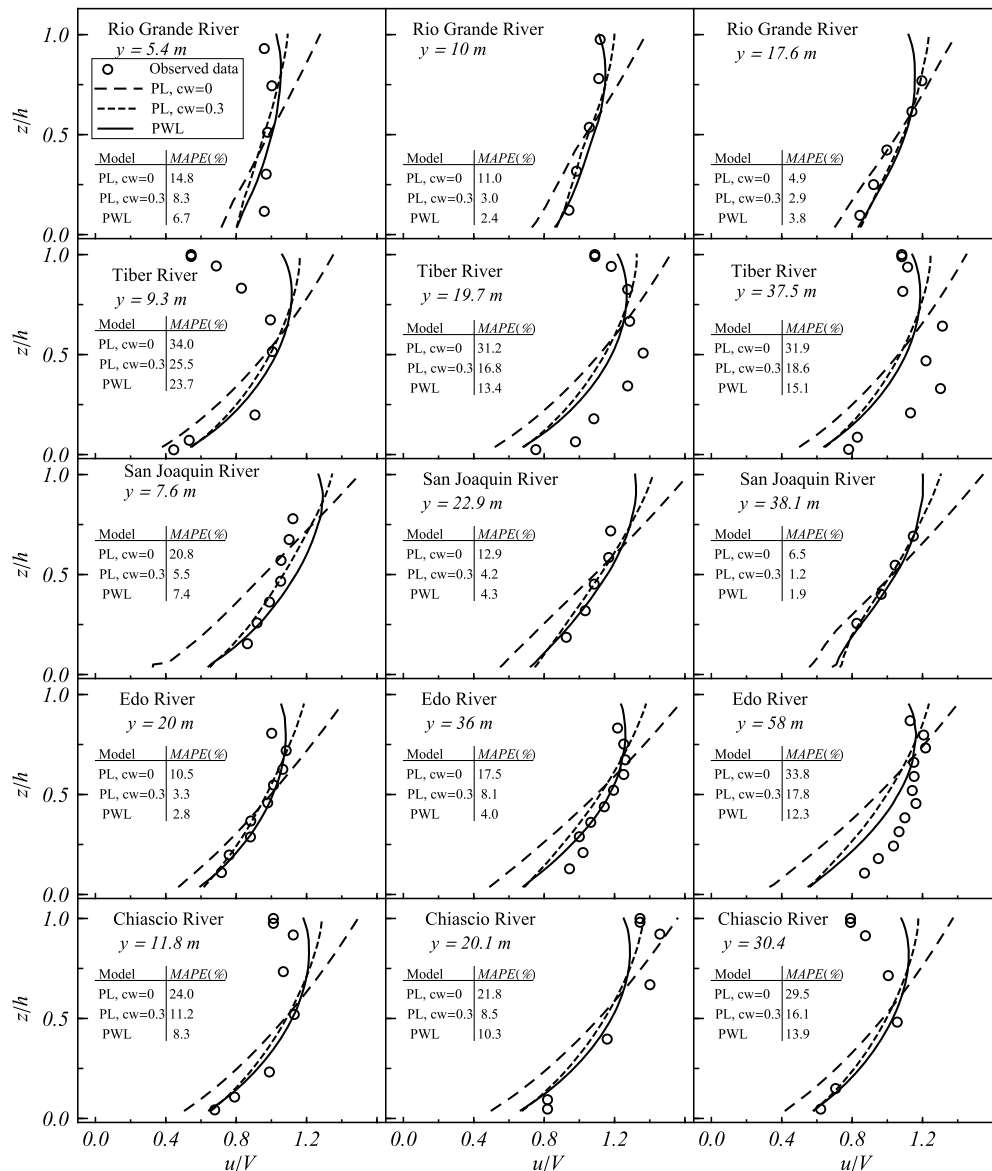 Rio Grande River
y = 5.4 m
Observed data
PL, cw=0
PL, cw=0.3
PWL
Model MAPE(%)
PL, cw=0 14.8
PL, cw=0.3 8.3
PWL 6.7
Rio Grande River
y = 10 m
Model MAPE(%)
PL, cw=0 11.0
PL, cw=0.3 3.0
PWL 2.4
Rio Grande River
y = 17.6 m
Model MAPE(%)
PL, cw=0 4.9
PL, cw=0.3 2.9
PWL 3.8
1.0
z/h
0.5
0.0
Tiber River
y = 9.3 m
Model MAPE(%)
PL, cw=0 34.0
PL, cw=0.3 25.5
PWL 23.7
Tiber River
y = 19.7 m
Model MAPE(%)
PL, cw=0 31.2
PL, cw=0.3 16.8
PWL 13.4
Tiber River
y = 37.5 m
Model MAPE(%)
PL, cw=0 31.9
PL, cw=0.3 18.6
PWL 15.1
1.0
z/h
0.5
0.0
San Joaquin River
y = 7.6 m
Model MAPE(%)
PL, cw=0 20.8
PL, cw=0.3 5.5
PWL 7.4
San Joaquin River
y = 22.9 m
Model MAPE(%)
PL, cw=0 12.9
PL, cw=0.3 4.2
PWL 4.3
San Joaquin River
y = 38.1 m
Model MAPE(%)
PL, cw=0 6.5
PL, cw=0.3 1.2
PWL 1.9
1.0
z/h
0.5
0.0
Edo River
y = 20 m
Model MAPE(%)
PL, cw=0 10.5
PL, cw=0.3 3.3
PWL 2.8
Edo River
y = 36 m
Model MAPE(%)
PL, cw=0 17.5
PL, cw=0.3 8.1
PWL 4.0
Edo River
y = 58 m
Model MAPE(%)
PL, cw=0 33.8
PL, cw=0.3 17.8
PWL 12.3
1.0
z/h
0.5
0.0
Chiascio River
y = 11.8 m
Model MAPE(%)
PL, cw=0 24.0
PL, cw=0.3 11.2
PWL 8.3
Chiascio River
y = 20.1 m
Model MAPE(%)
PL, cw=0 21.8
PL, cw=0.3 8.5
PWL 10.3
Chiascio River
y = 30.4
Model MAPE(%)
PL, cw=0 29.5
PL, cw=0.3 16.1
PWL 13.9
1.0
z/h
0.5
0.0
0.0 0.4 0.8 1.2
0.0 0.4 0.8 1.2
0.0 0.4 0.8 1.2
u/V
u/V
u/V